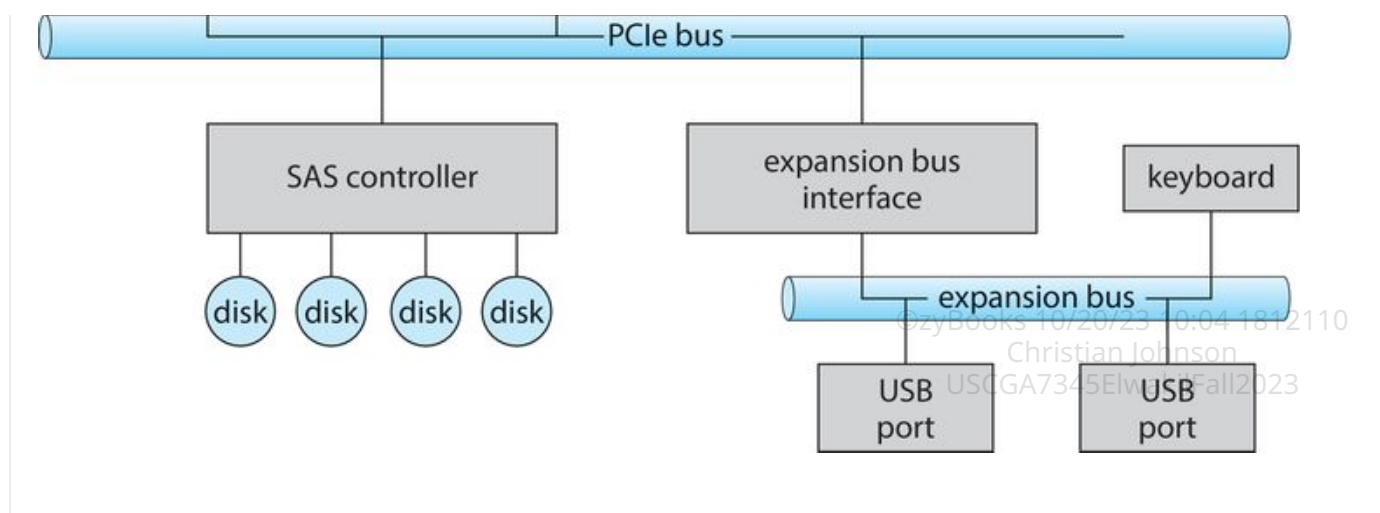 PCIe bus
SAS controller
expansion bus
interface
keyboard
disk disk disk disk
expansion bus
©zyBooks 10/20/23 10:04 1812110
Christian Johnson
USB port
USB port